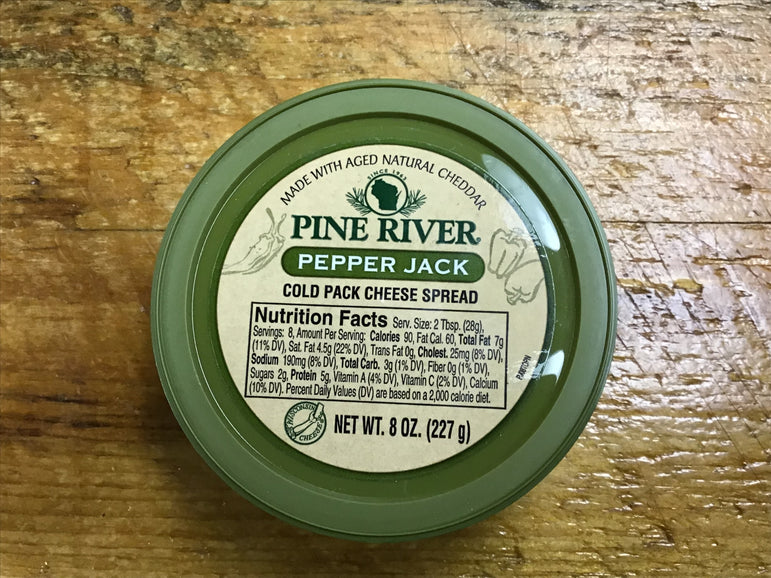 MADE WITH AGED NATURAL CHEDDAR
SINCE 1963
PINE RIVER
PEPPER JACK
COLD PACK CHEESE SPREAD
Nutrition Facts Serv. Size: 2 Tbsp. (28g),
Servings: 8, Amount Per Serving: Calories 90, Fat Cal. 60, Total Fat 7g
(11% DV), Sat. Fat 4.5g (22% DV), Trans Fat 0g, Cholest. 25mg (8% DV),
Sodium 190mg (8% DV), Total Carb. 3g (1% DV), Fiber 0g (1% DV),
Sugars 2g, Protein 5g, Vitamin A (4% DV), Vitamin C (2% DV), Calcium
(10% DV). Percent Daily Values (DV) are based on a 2,000 calorie diet.
WISCONSIN
CHEESE
NET WT. 8 OZ. (227 g)